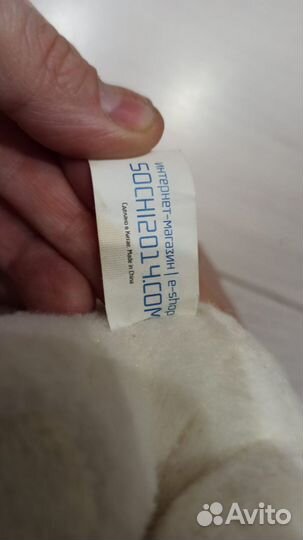 интернет-магазин | e-shop
SOCHI2014.COM
Сделано в Китае. Made in China
Avito